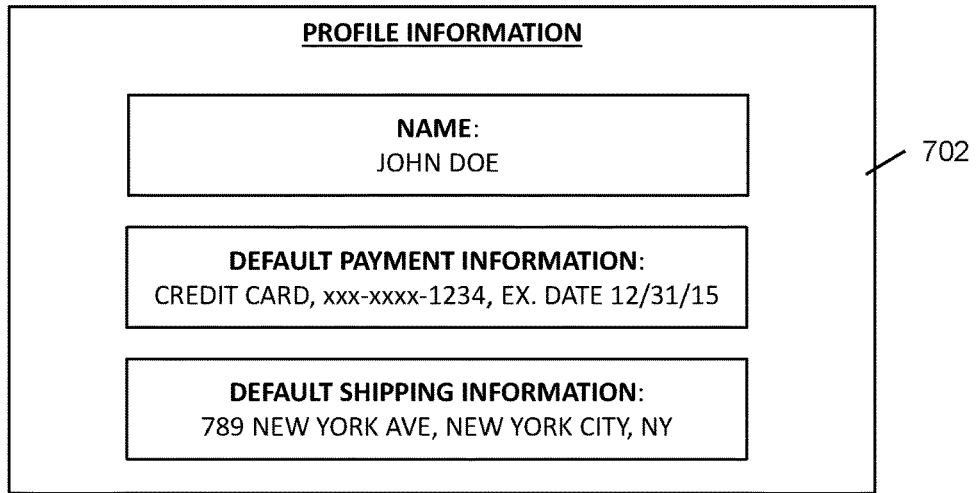 PROFILE INFORMATION
NAME:
JOHN DOE
702
DEFAULT PAYMENT INFORMATION:
CREDIT CARD, xxx-xxxx-1234, EX. DATE 12/31/15
DEFAULT SHIPPING INFORMATION:
789 NEW YORK AVE, NEW YORK CITY, NY